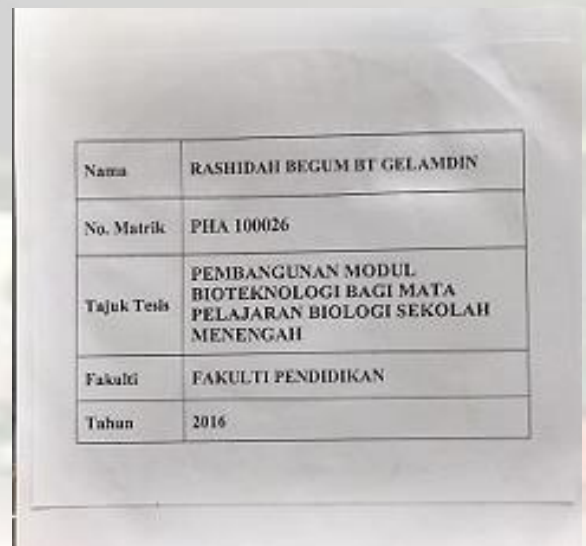 Nama RASHIDAH BEGUM BT GELAMDIN
No. Matrik PHA 100026
Tajuk Tesis PEMBANGUNAN MODUL
BIOTEKNOLOGI BAGI MATA
PELAJARAN BIOLOGI SEKOLAH
MENENGAH
Fakulti FAKULTI PENDIDIKAN
Tahun 2016